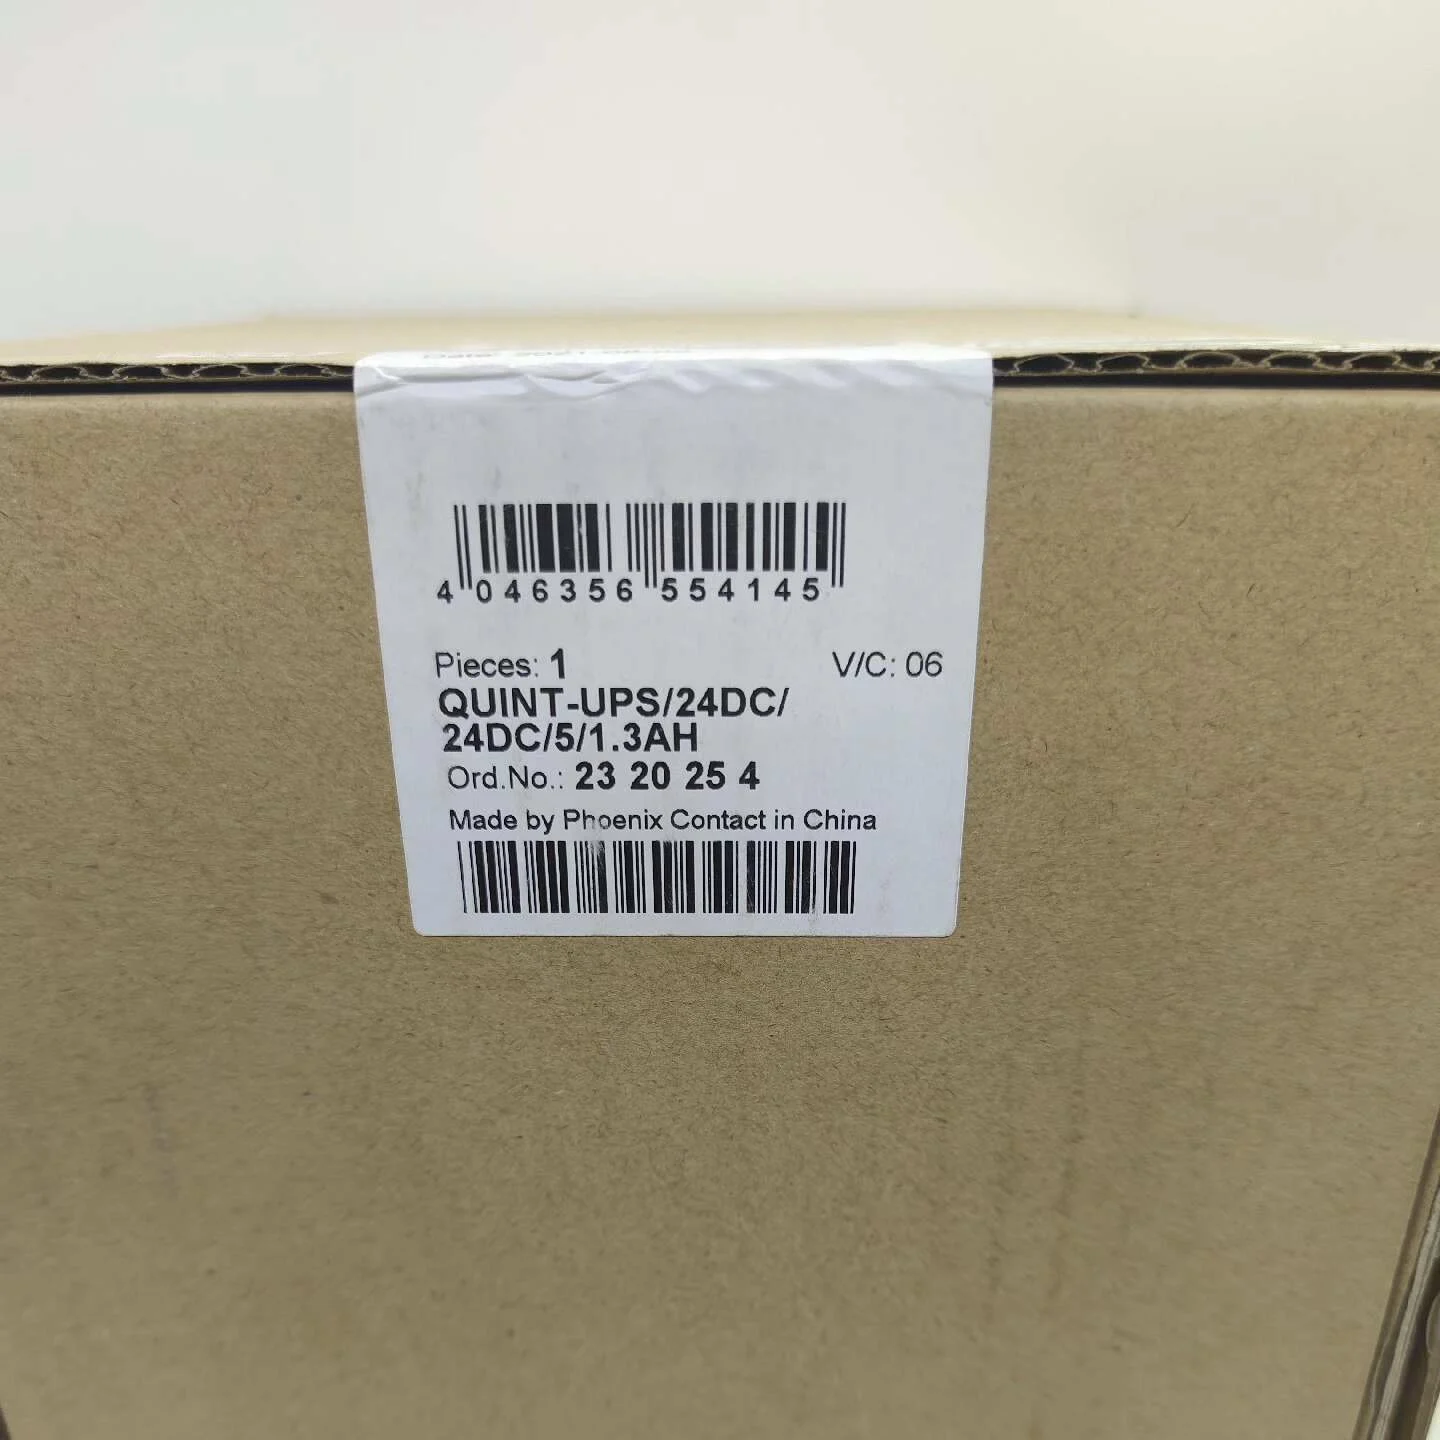 4 046356 554145
Pieces: 1 V/C: 06
QUINT-UPS/24DC/
24DC/5/1.3AH
Ord.No.: 23 20 25 4
Made by Phoenix Contact in China